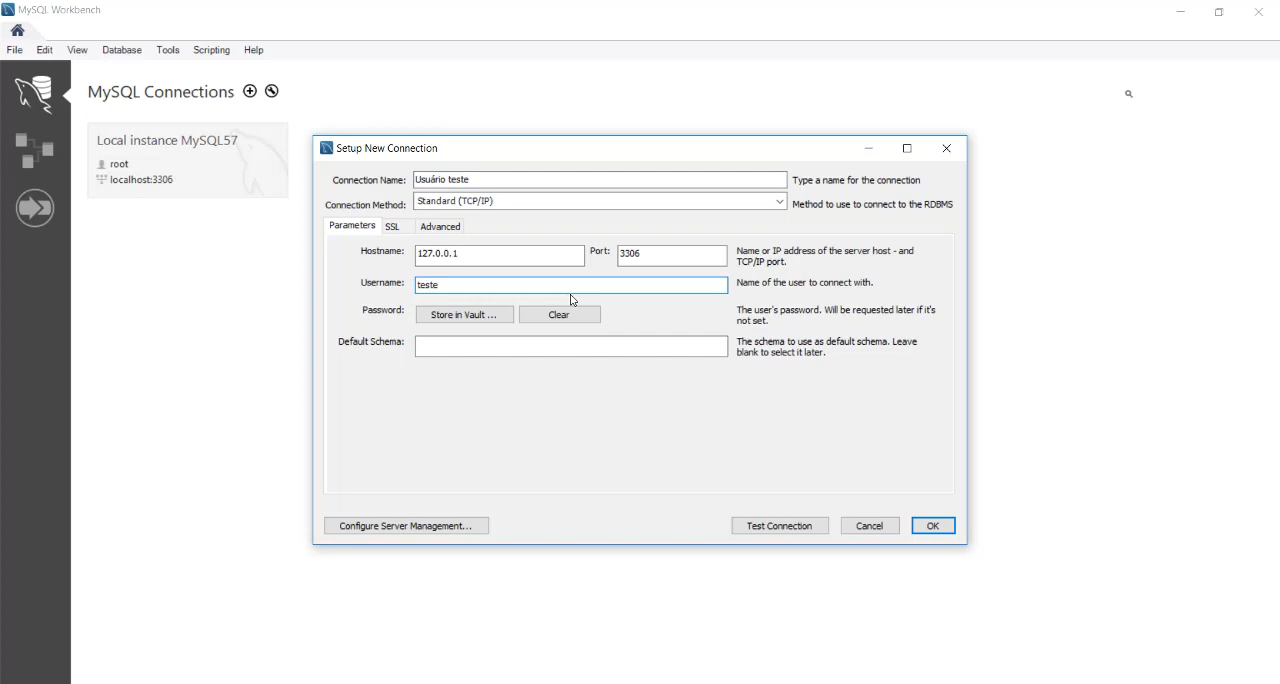 MySQL Workbench
File Edit View Database Tools Scripting Help
MySQL Connections
Local instance MySQL57
root
localhost:3306
Setup New Connection
Connection Name: Usuário teste Type a name for the connection
Connection Method: Standard (TCP/IP) Method to use to connect to the RDBMS
Parameters SSL Advanced
Hostname: 127.0.0.1 Port: 3306 Name or IP address of the server host - and
TCP/IP port.
Username: teste Name of the user to connect with.
Password: Store in Vault ... Clear The user's password. Will be requested later if it's
not set.
Default Schema: The schema to use as default schema. Leave
blank to select it later.
Configure Server Management... Test Connection Cancel OK